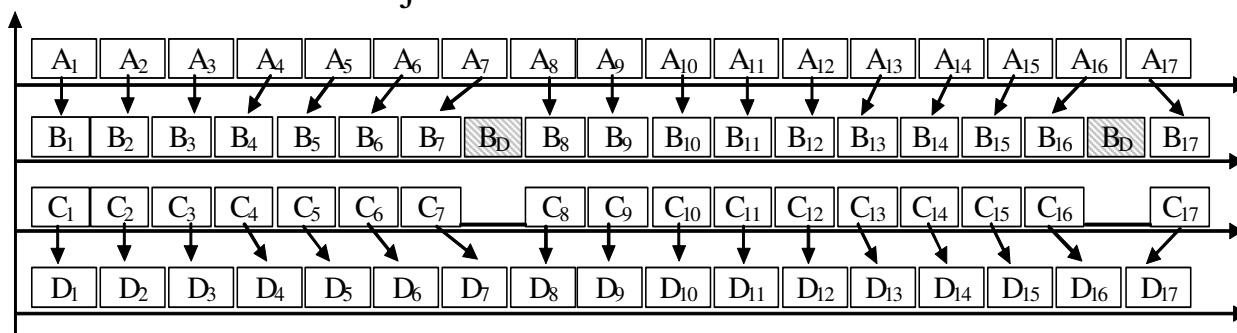 j
A₁ A₂ A₃ A₄ A₅ A₆ A₇ A₈ A₉ A₁₀ A₁₁ A₁₂ A₁₃ A₁₄ A₁₅ A₁₆ A₁₇
B₁ B₂ B₃ B₄ B₅ B₆ B₇ B_D B₈ B₉ B₁₀ B₁₁ B₁₂ B₁₃ B₁₄ B₁₅ B₁₆ B_D B₁₇
C₁ C₂ C₃ C₄ C₅ C₆ C₇ C₈ C₉ C₁₀ C₁₁ C₁₂ C₁₃ C₁₄ C₁₅ C₁₆ C₁₇
D₁ D₂ D₃ D₄ D₅ D₆ D₇ D₈ D₉ D₁₀ D₁₁ D₁₂ D₁₃ D₁₄ D₁₅ D₁₆ D₁₇